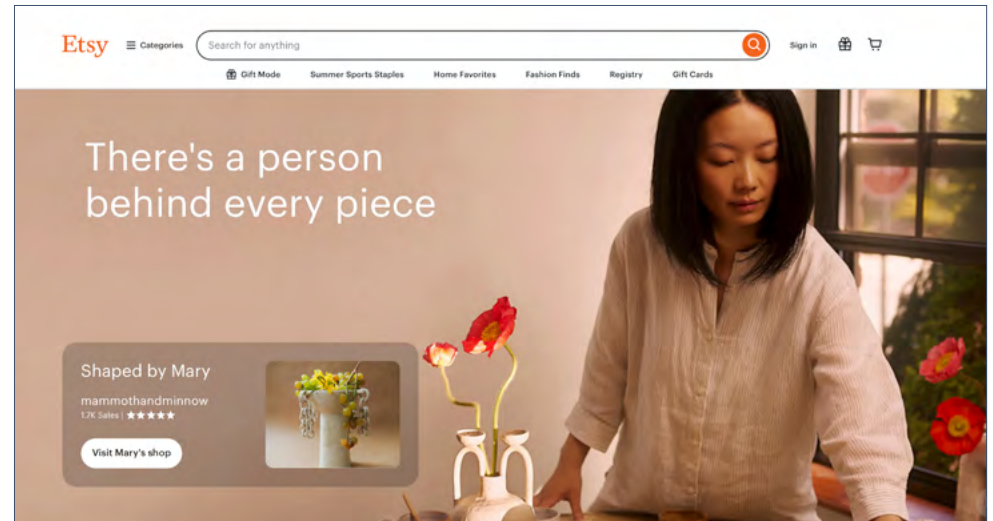 Etsy
Categories
Search for anything
Sign in
Gift Mode
Summer Sports Staples
Home Favorites
Fashion Finds
Registry
Gift Cards
There's a person
behind every piece
Shaped by Mary
mammothandminnow
1.7K Sales |
Visit Mary's shop